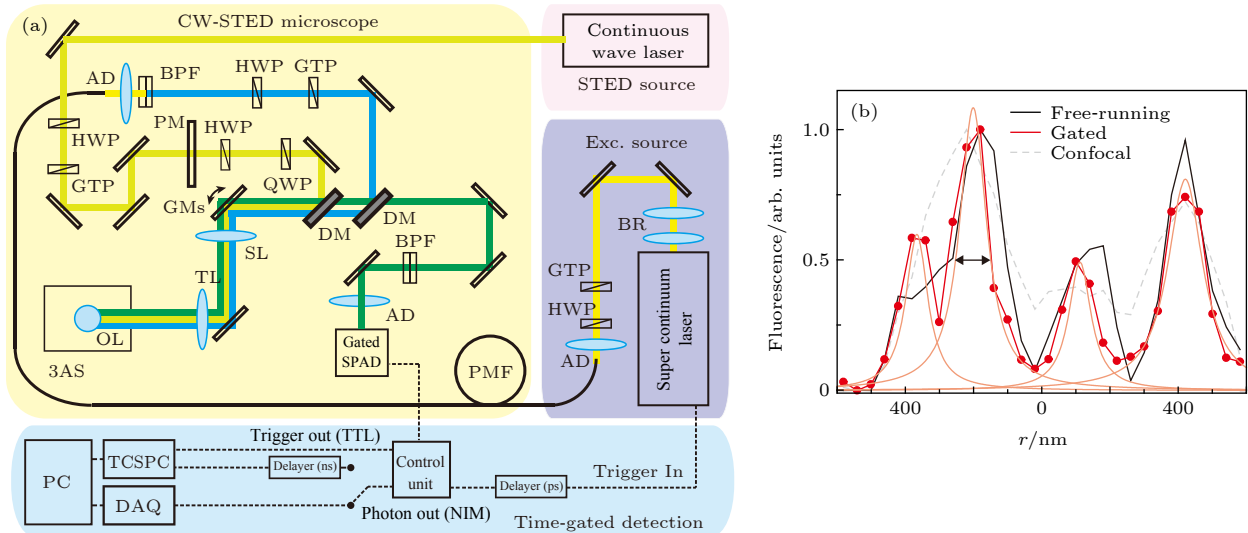 (a)
CW-STED microscope
Continuous
wave laser
STED source
AD
BPF
HWP
GTP
HWP
PM
HWP
GTP
QWP
GMs
DM
DM
SL
BPF
TL
AD
OL
3AS
Gated
SPAD
PMF
Exc. source
BR
GTP
HWP
AD
Super continuum
laser
Trigger out (TTL)
TCSPC
Delayer (ns)
PC
Control
unit
Delayer (ps)
Trigger In
DAQ
Photon out (NIM)
Time-gated detection
(b)
Free-running
Gated
Confocal
Fluorescence/arb. units
1.0
0.5
0
400
0
400
r/nm